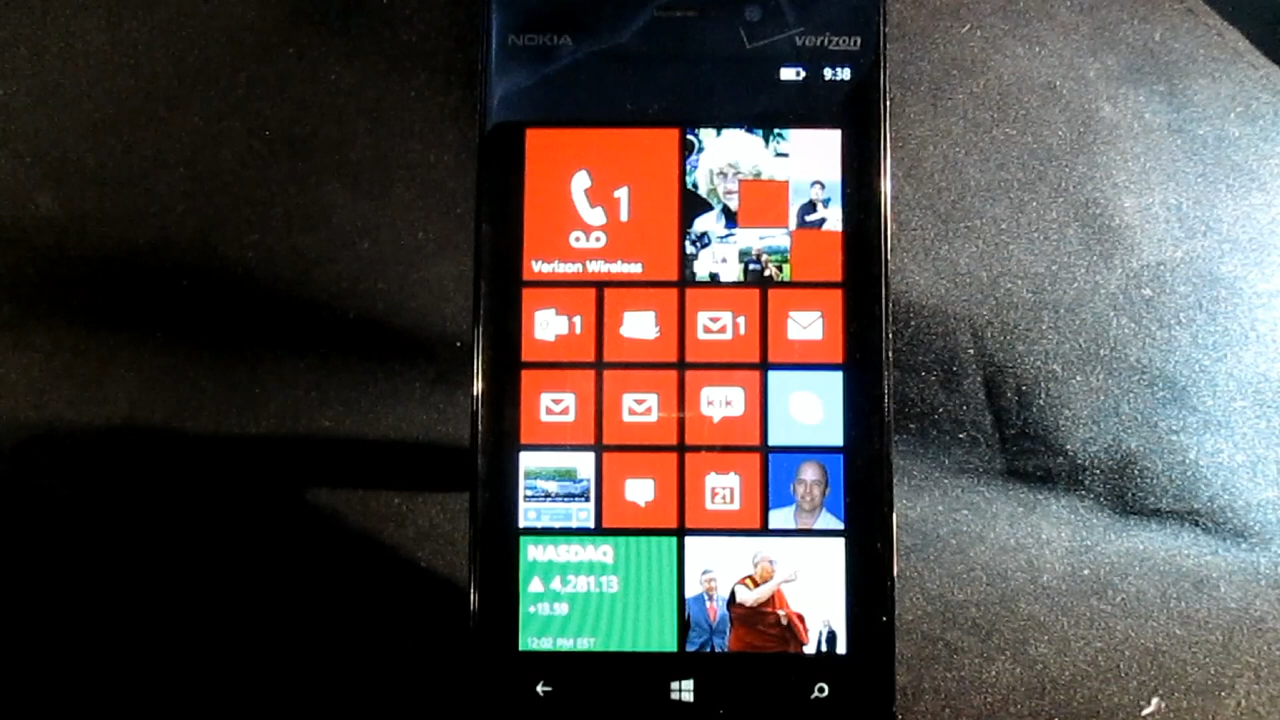 NOKIA
verizon
9:38
1
Verizon Wireless
1
1
kik
21
NASDAQ
▲ 4,281.13
+13.59
12:02 PM EST